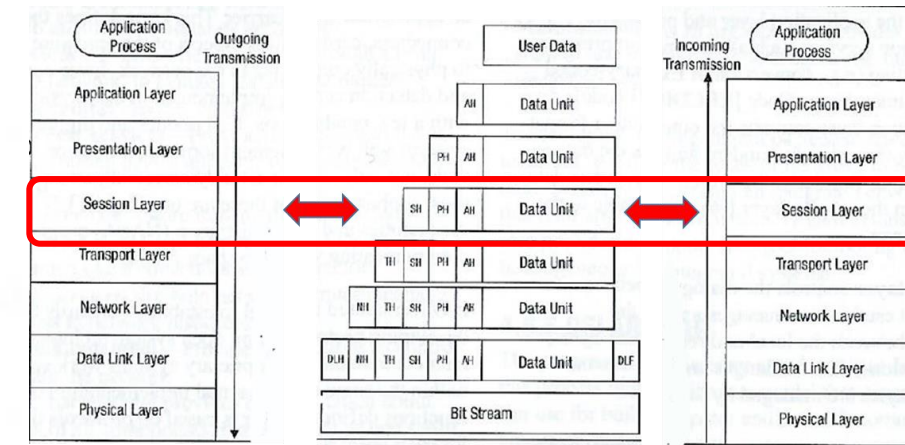 Application
Process
Outgoing
Transmission
Application Layer
Presentation Layer
Session Layer
Transport Layer
Network Layer
Data Link Layer
Physical Layer
User Data
AH Data Unit
PH AH Data Unit
SH PH AH Data Unit
TH SH PH AH Data Unit
NH TH SH PH AH Data Unit
DLH NH TH SH PH AH Data Unit DLF
Bit Stream
Incoming
Transmission
Application
Process
Application Layer
Presentation Layer
Session Layer
Transport Layer
Network Layer
Data Link Layer
Physical Layer